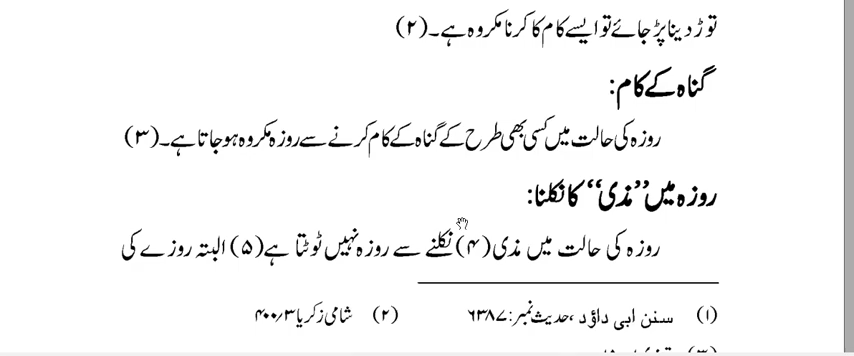 توڑ دینا پڑ جائے تو ایسے کام کا کرنا مکروہ ہے۔(۲)
گناہ کے کام:
روزہ کی حالت میں کسی بھی طرح کے گناہ کے کام کرنے سے روزہ مکروہ ہوجاتا ہے۔(۳)
روزہ میں ’’مذی‘‘ کا نکلنا:
روزہ کی حالت میں مذی(۴) نکلنے سے روزہ نہیں ٹوٹتا ہے(۵) البتہ روزے کی
(۱) سنن ابی داؤد ،حدیث نمبر:۶۳۸۷ (۲) شامی زکریا۳/۴۰۰